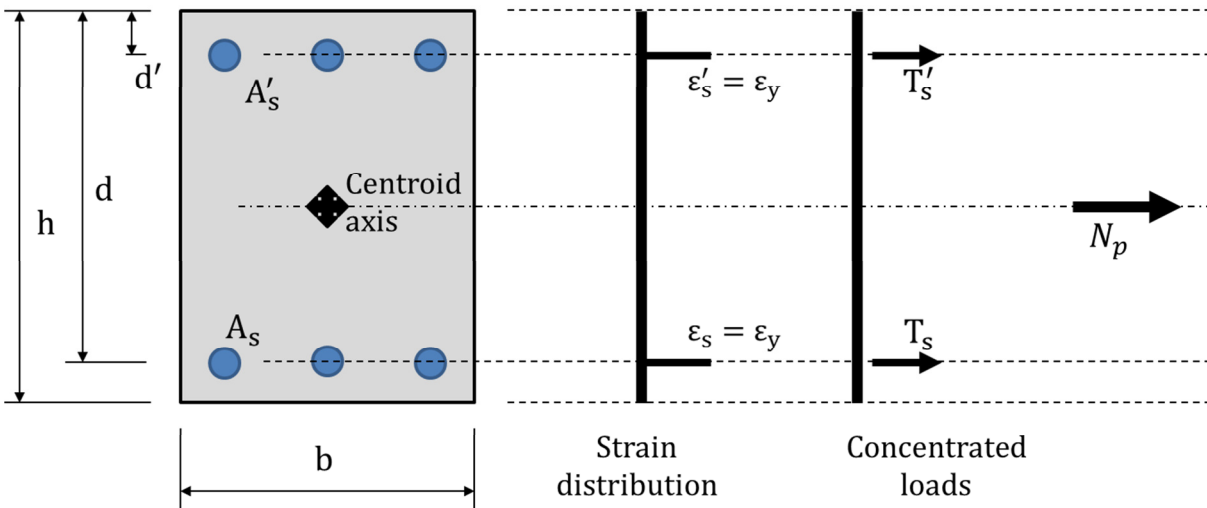 d′
A′s
ε′s = εy
T′s
d
h
Centroid
axis
Np
As
εs = εy
Ts
b
Strain
distribution
Concentrated
loads